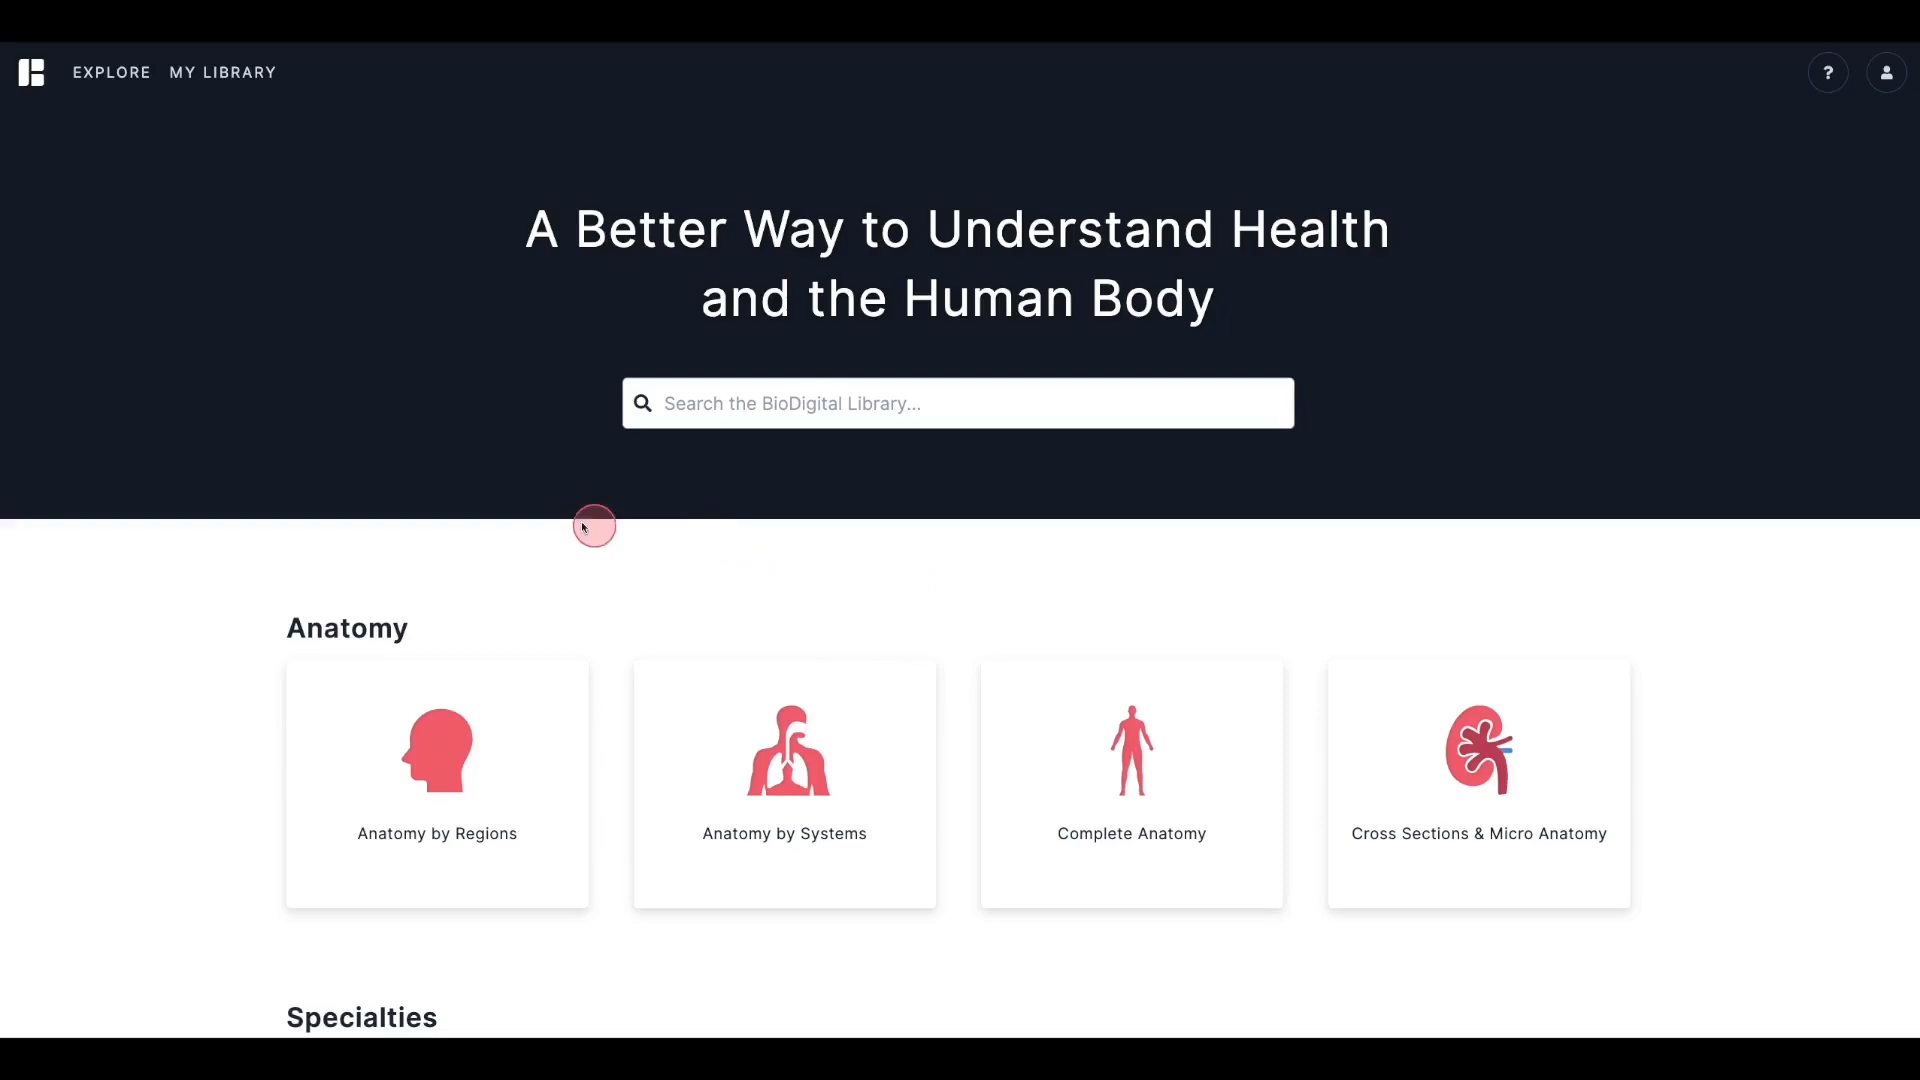 EXPLORE MY LIBRARY ?
A Better Way to Understand Health
and the Human Body
Search the BioDigital Library...
Anatomy
Anatomy by Regions
Anatomy by Systems
Complete Anatomy
Cross Sections & Micro Anatomy
Specialties